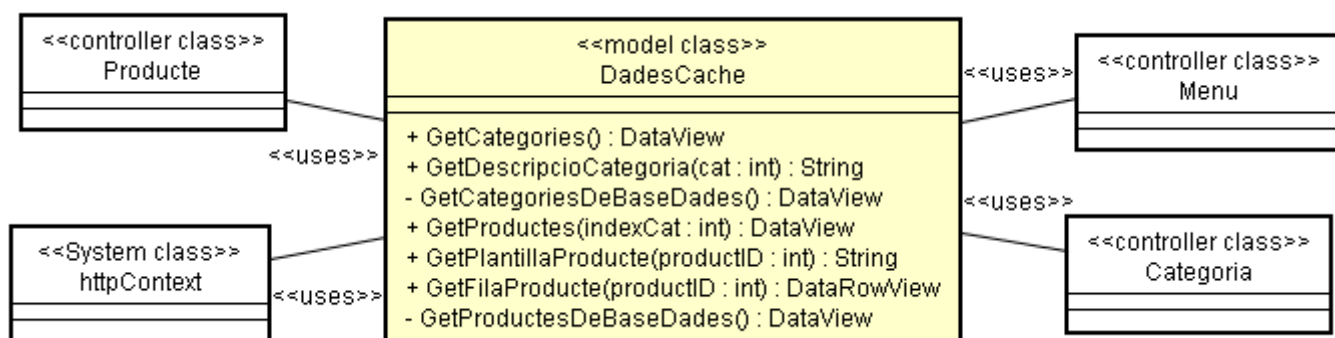 <<controller class>>
Producte
<<uses>>
<<System class>>
httpContext
<<uses>>
<<model class>>
DadesCache
+ GetCategories() : DataView
+ GetDescripcioCategoria(cat : int) : String
- GetCategoriesDeBaseDades() : DataView
+ GetProductes(indexCat : int) : DataView
+ GetPlantillaProducte(productID : int) : String
+ GetFilaProducte(productID : int) : DataRowView
- GetProductesDeBaseDades() : DataView
<<uses>>
<<controller class>>
Menu
<<uses>>
<<controller class>>
Categoria